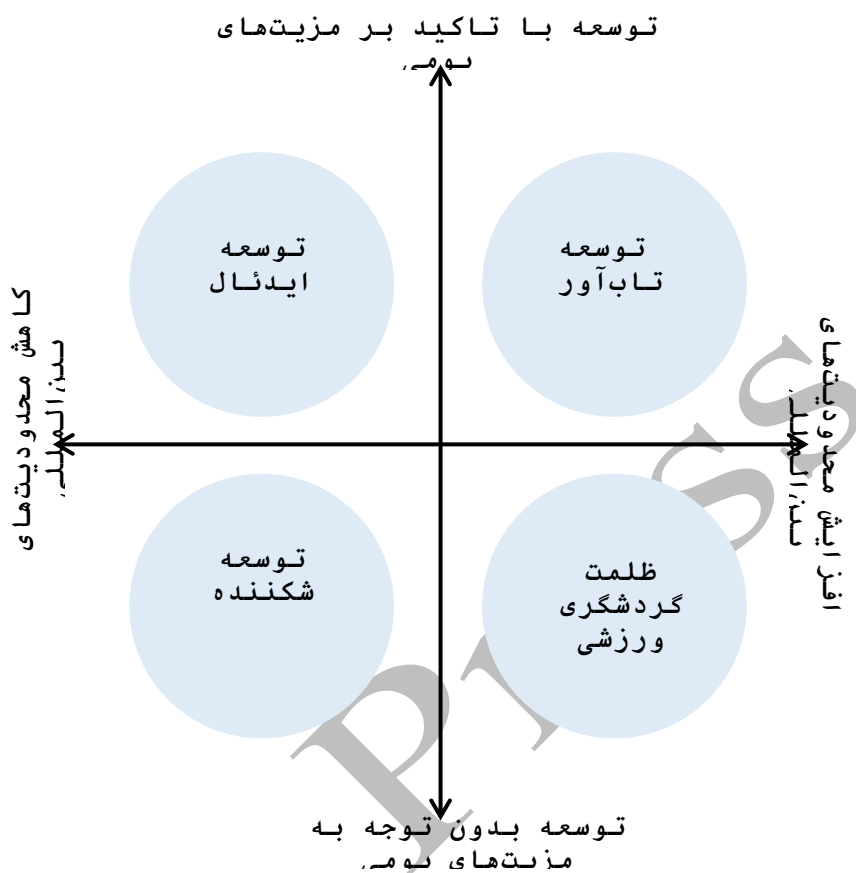 توسعه با تاکید بر مزیت‌های
بومی
توسعه
ایدئال
توسعه
تاب‌آور
کاهش محدودیت‌های
بین‌المللی
افزایش محدودیت‌های
بین‌المللی
توسعه
شکننده
ظلمت
گردشگری
ورزشی
توسعه بدون توجه به
مزیت‌های بومی
Press